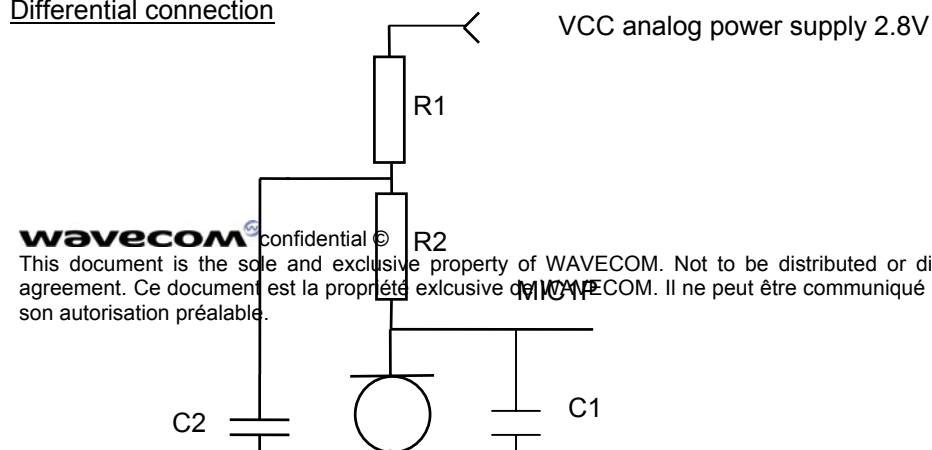 Differential connection
VCC analog power supply 2.8V
R1
wavecom confidential ©
R2
This document is the sole and exclusive property of WAVECOM. Not to be distributed or di
agreement. Ce document est la propriété exlcusive de WAVECOM. Il ne peut être communiqué
son autorisation préalable.
MIC1P
C1
C2